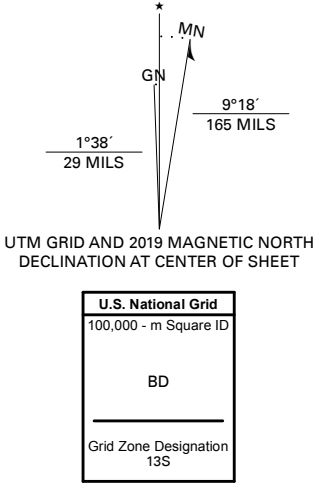 ★
MN
GN
9°18´
165 MILS
1°38´
29 MILS
UTM GRID AND 2019 MAGNETIC NORTH
DECLINATION AT CENTER OF SHEET
U.S. National Grid
100,000 - m Square ID
BD
Grid Zone Designation
13S